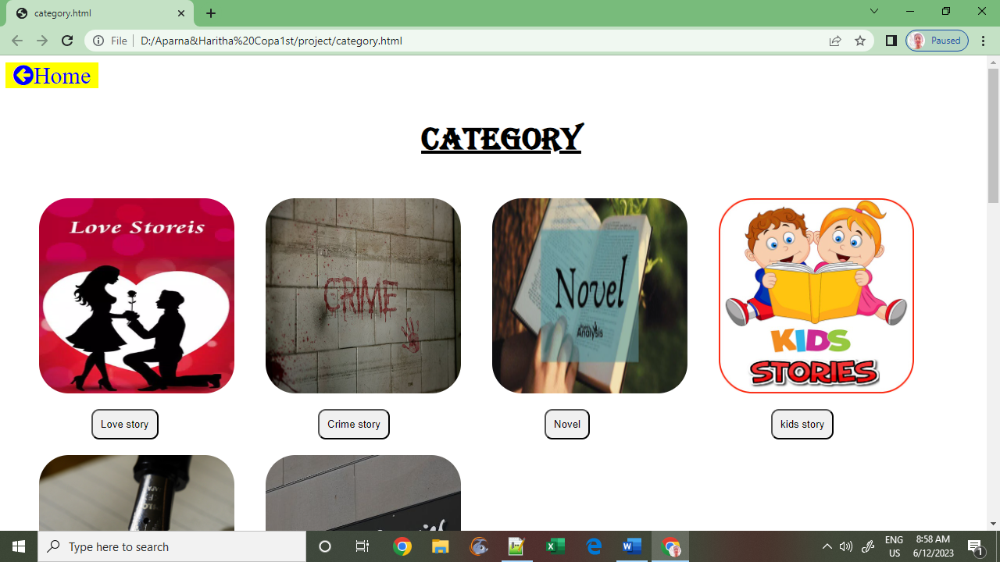 category.html
File
D:/Aparna&Haritha%20Copa1st/project/category.html
Paused
Home
CATEGORY
Love Storeis
CRIME
Novel
Analysis
KIDS
STORIES
Love story
Crime story
Novel
kids story
Type here to search
ENG
US
8:58 AM
6/12/2023
1